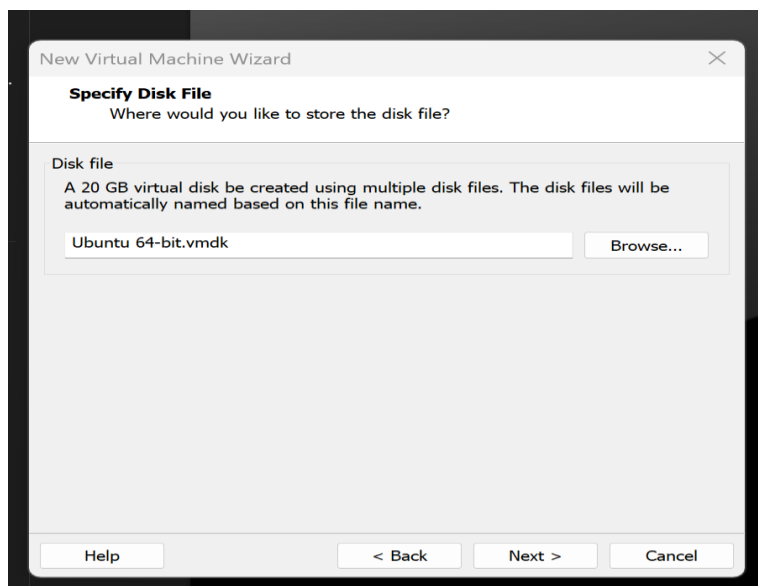 New Virtual Machine Wizard
Specify Disk File
Where would you like to store the disk file?
Disk file
A 20 GB virtual disk be created using multiple disk files. The disk files will be
automatically named based on this file name.
Ubuntu 64-bit.vmdk
Browse...
Help
< Back
Next >
Cancel